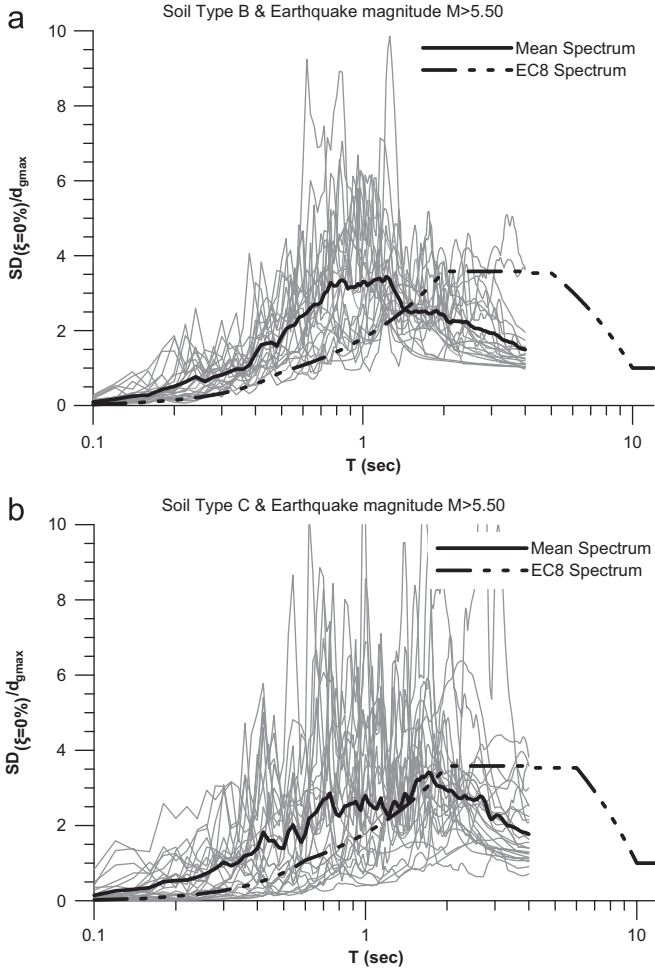 a
Soil Type B & Earthquake magnitude M>5.50
10
8
6
4
2
0
SD(ξ=0%)/dgmax
Mean Spectrum
EC8 Spectrum
0.1
1
10
T (sec)
b
Soil Type C & Earthquake magnitude M>5.50
10
8
6
4
2
0
SD(ξ=0%)/dgmax
Mean Spectrum
EC8 Spectrum
0.1
1
10
T (sec)